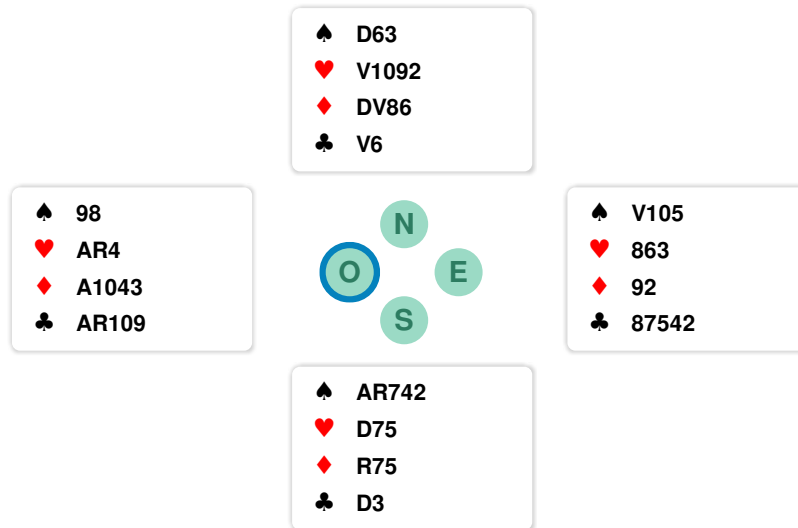 ♠ D63
♥ V1092
♦ DV86
♣ V6
♠ 98
♥ AR4
♦ A1043
♣ AR109
N
O E
S
♠ V105
♥ 863
♦ 92
♣ 87542
♠ AR742
♥ D75
♦ R75
♣ D3